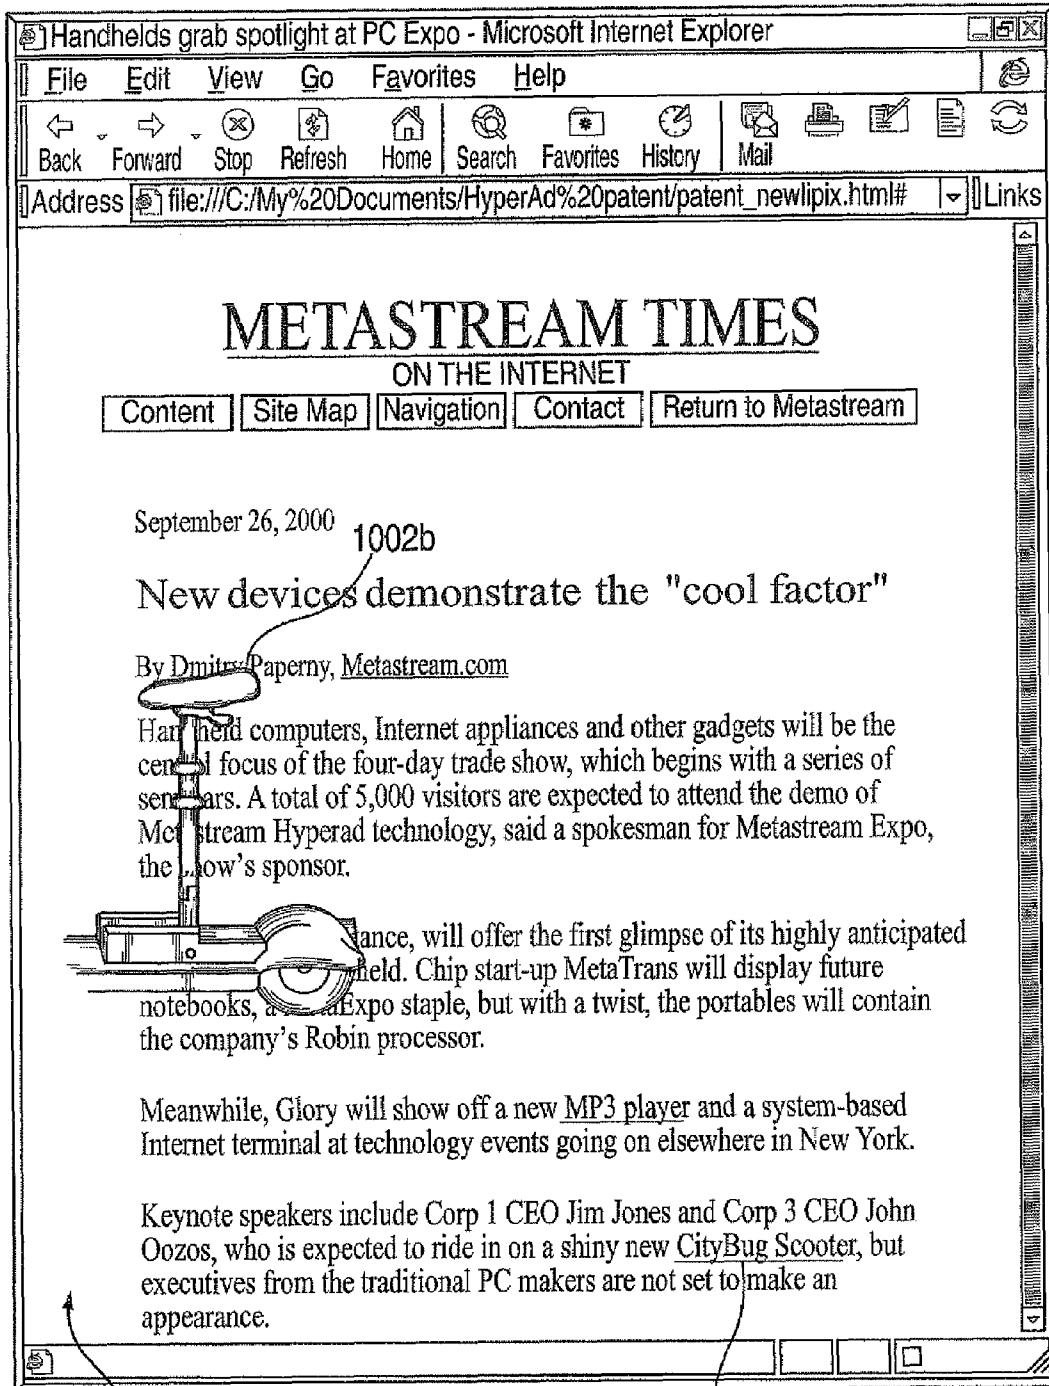 Handhelds grab spotlight at PC Expo - Microsoft Internet Explorer
File Edit View Go Favorites Help
Back Forward Stop Refresh Home Search Favorites History Mail
Address file:///C:/My%20Documents/HyperAd%20patent/patent_newlipix.html# Links
METASTREAM TIMES
ON THE INTERNET
Content Site Map Navigation Contact Return to Metastream
September 26, 2000
1002b
New devices demonstrate the "cool factor"
By Dmitry Paperny, Metastream.com
Handheld computers, Internet appliances and other gadgets will be the
central focus of the four-day trade show, which begins with a series of
seminars. A total of 5,000 visitors are expected to attend the demo of
Metastream Hyperad technology, said a spokesman for Metastream Expo,
the show's sponsor.
will offer the first glimpse of its highly anticipated
Chip start-up MetaTrans will display future
notebooks, Expo staple, but with a twist, the portables will contain
the company's Robin processor.
Meanwhile, Glory will show off a new MP3 player and a system-based
Internet terminal at technology events going on elsewhere in New York.
Keynote speakers include Corp 1 CEO Jim Jones and Corp 3 CEO John
Oozos, who is expected to ride in on a shiny new CityBug Scooter, but
executives from the traditional PC makers are not set to make an
appearance.